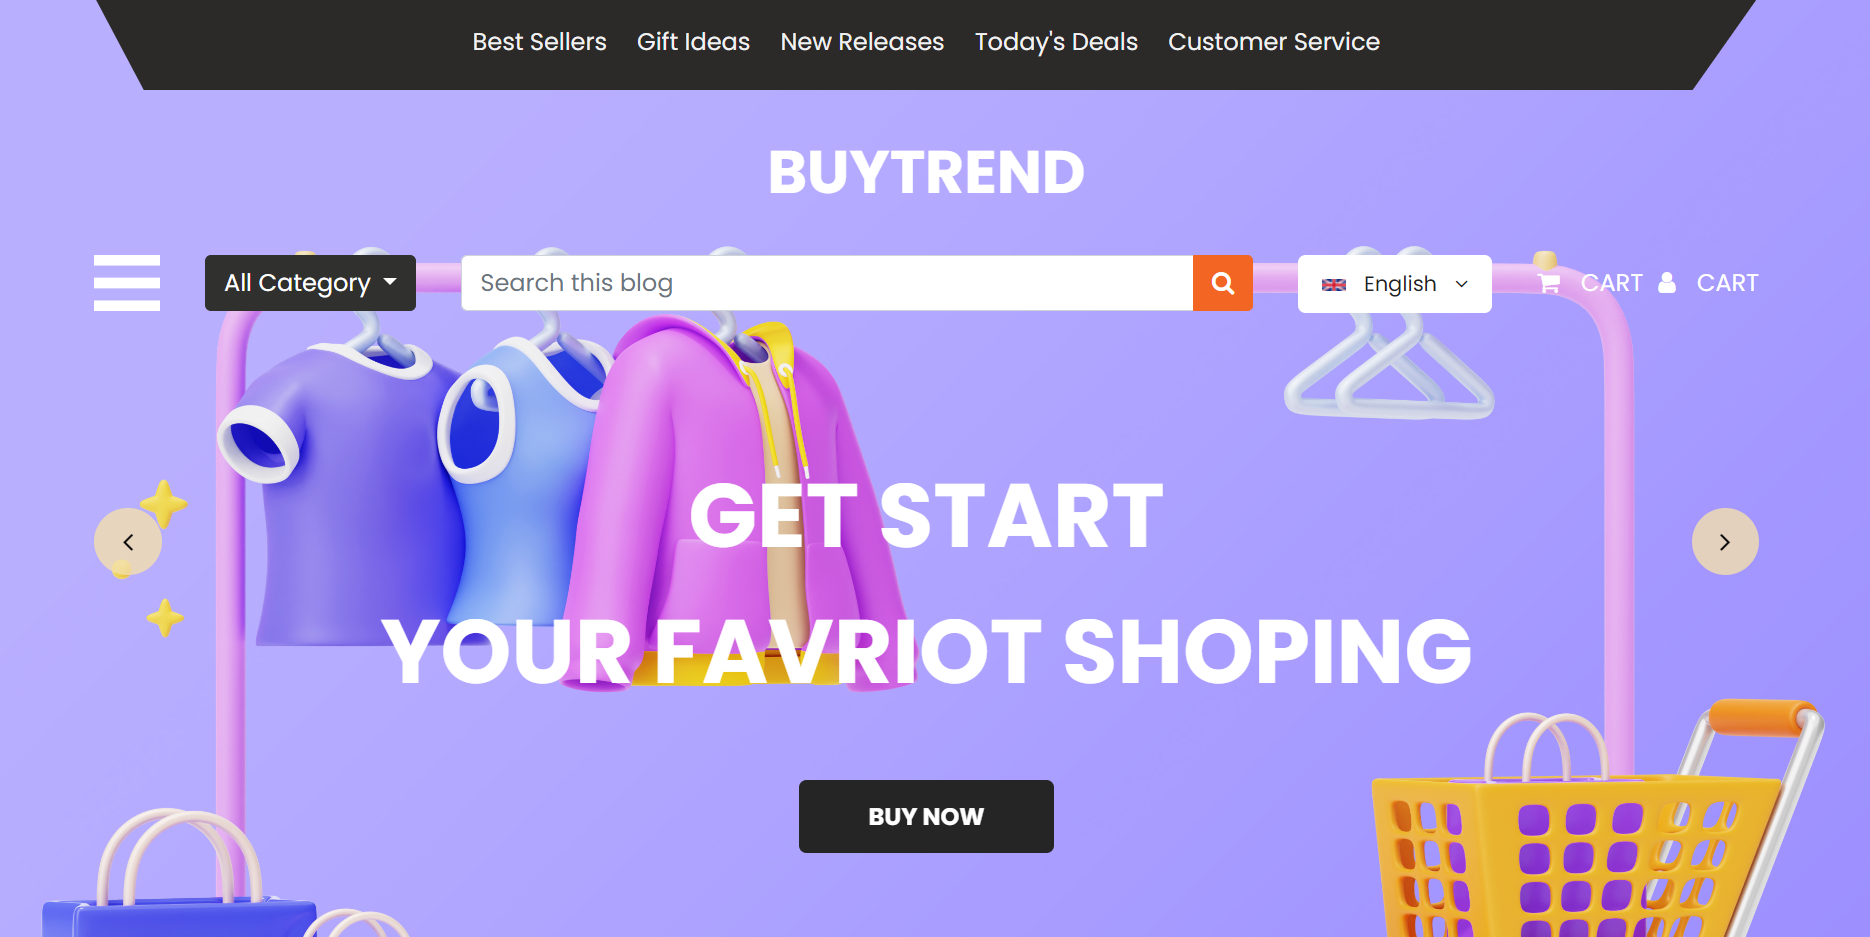 Best Sellers Gift Ideas New Releases Today's Deals Customer Service
BUYTREND
All Category Search this blog English CART CART
GET START
YOUR FAVRIOT SHOPING
BUY NOW